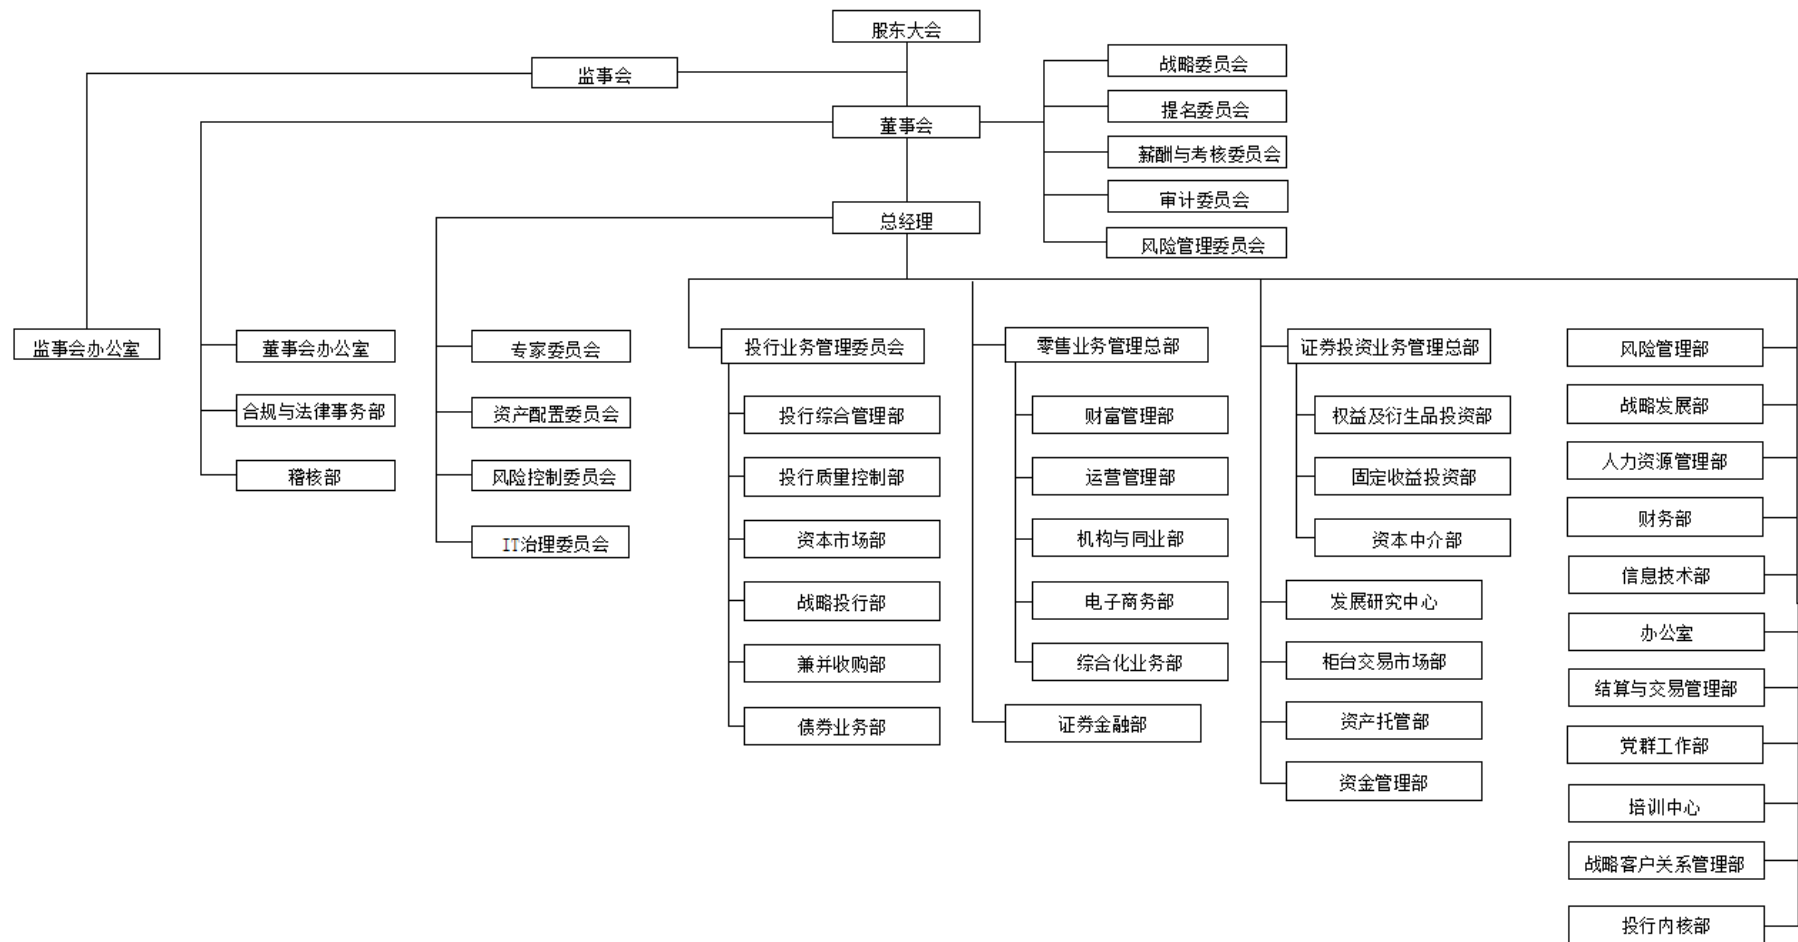 股东大会
监事会
战略委员会
提名委员会
董事会
薪酬与考核委员会
审计委员会
总经理
风险管理委员会
监事会办公室
董事会办公室
合规与法律事务部
稽核部
专家委员会
资产配置委员会
风险控制委员会
IT治理委员会
投行业务管理委员会
投行综合管理部
投行质量控制部
资本市场部
战略投行部
兼并收购部
债券业务部
零售业务管理总部
财富管理部
运营管理部
机构与同业部
电子商务部
综合化业务部
证券金融部
证券投资业务管理总部
权益及衍生品投资部
固定收益投资部
资本中介部
发展研究中心
柜台交易市场部
资产托管部
资金管理部
风险管理部
战略发展部
人力资源管理部
财务部
信息技术部
办公室
结算与交易管理部
党群工作部
培训中心
战略客户关系管理部
投行内核部